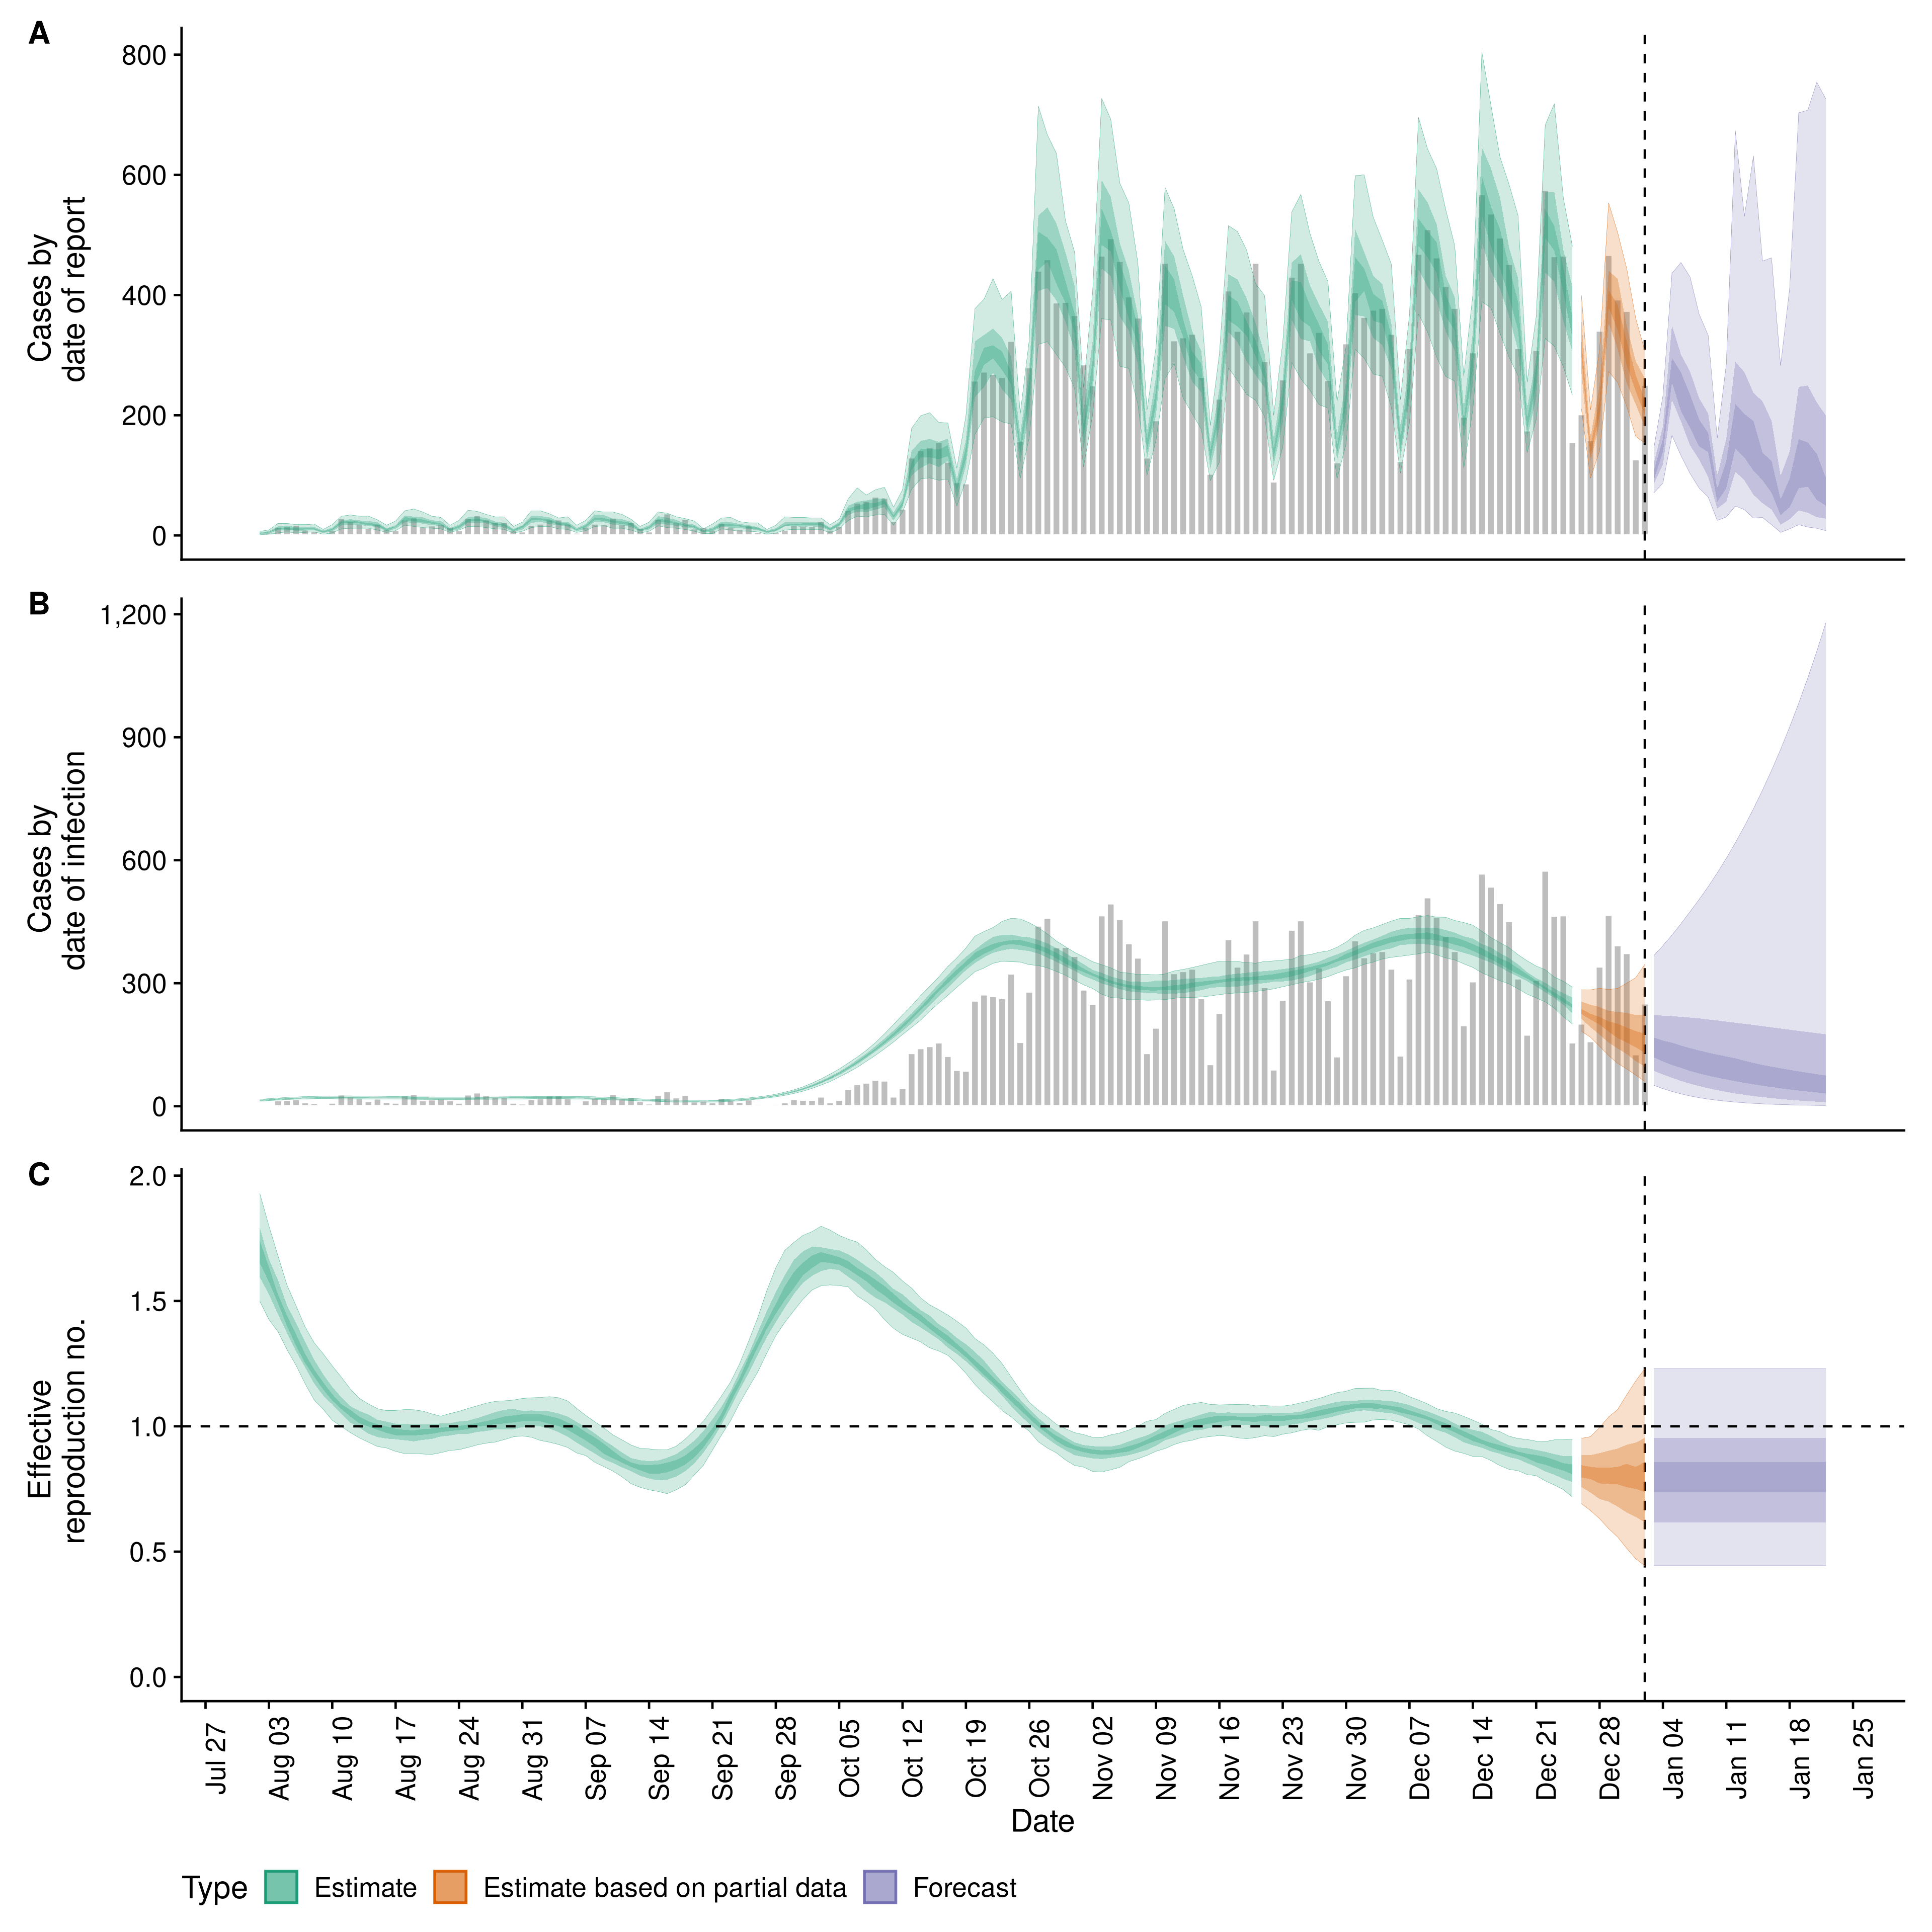 A
Cases by
date of report
800
600
400
200
0
B
Cases by
date of infection
1,200
900
600
300
0
C
Effective
reproduction no.
2.0
1.5
1.0
0.5
0.0
Jul 27
Aug 03
Aug 10
Aug 17
Aug 24
Aug 31
Sep 07
Sep 14
Sep 21
Sep 28
Oct 05
Oct 12
Oct 19
Oct 26
Nov 02
Nov 09
Nov 16
Nov 23
Nov 30
Dec 07
Dec 14
Dec 21
Dec 28
Jan 04
Jan 11
Jan 18
Jan 25
Date
Type Estimate Estimate based on partial data Forecast